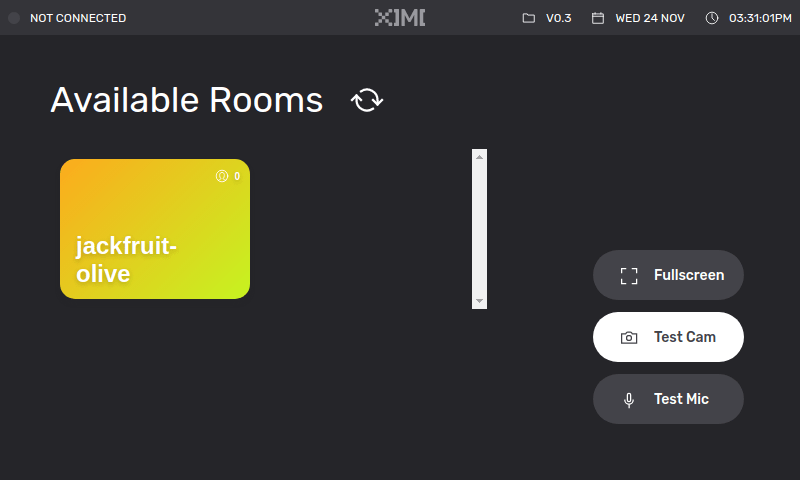 NOT CONNECTED
XIMI
V0.3
WED 24 NOV
03:31:01PM
Available Rooms
0
jackfruit-
olive
Fullscreen
Test Cam
Test Mic